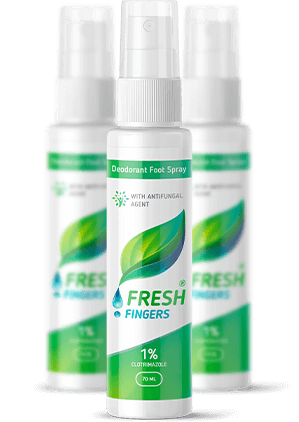 Deodorant Foot Spray
WITH ANTIFUNGAL
AGENT
FRESH®
FINGERS
1%
CLOTRIMAZOLE
70 ML